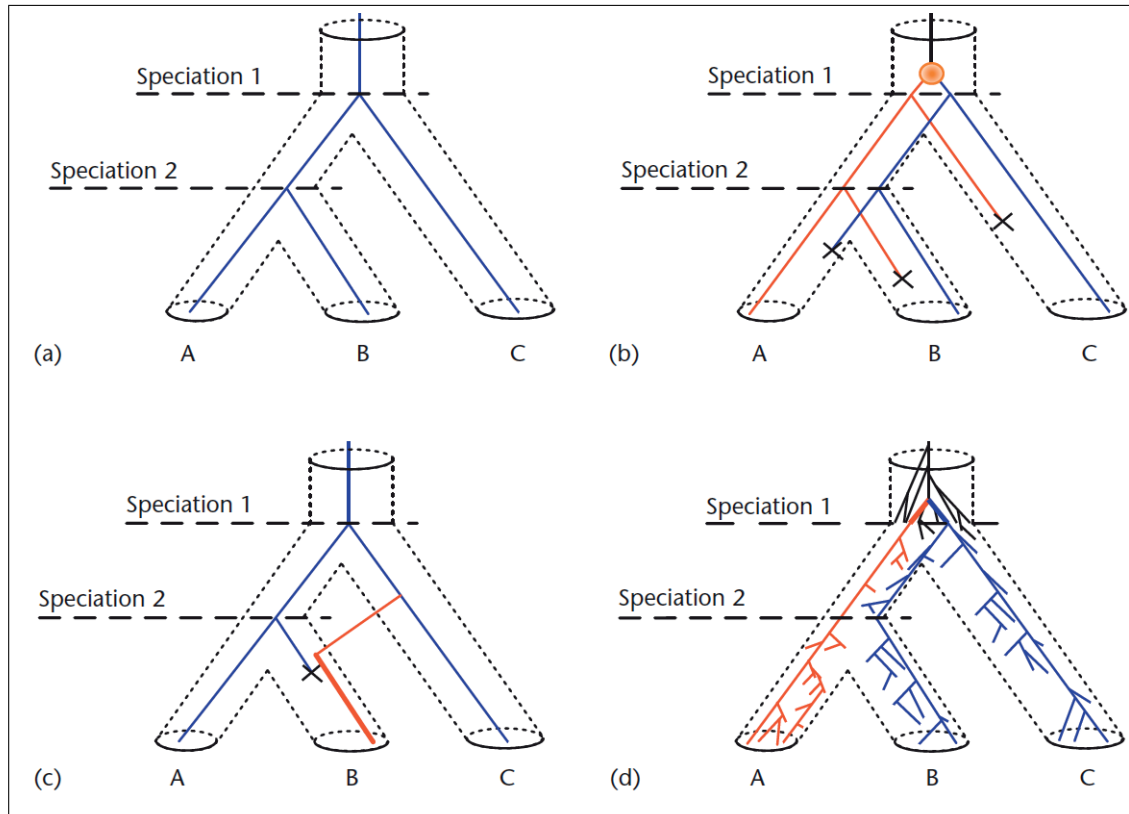 Speciation 1
Speciation 2
(a) A B C
Speciation 1
Speciation 2
(b) A B C
Speciation 1
Speciation 2
(c) A B C
Speciation 1
Speciation 2
(d) A B C